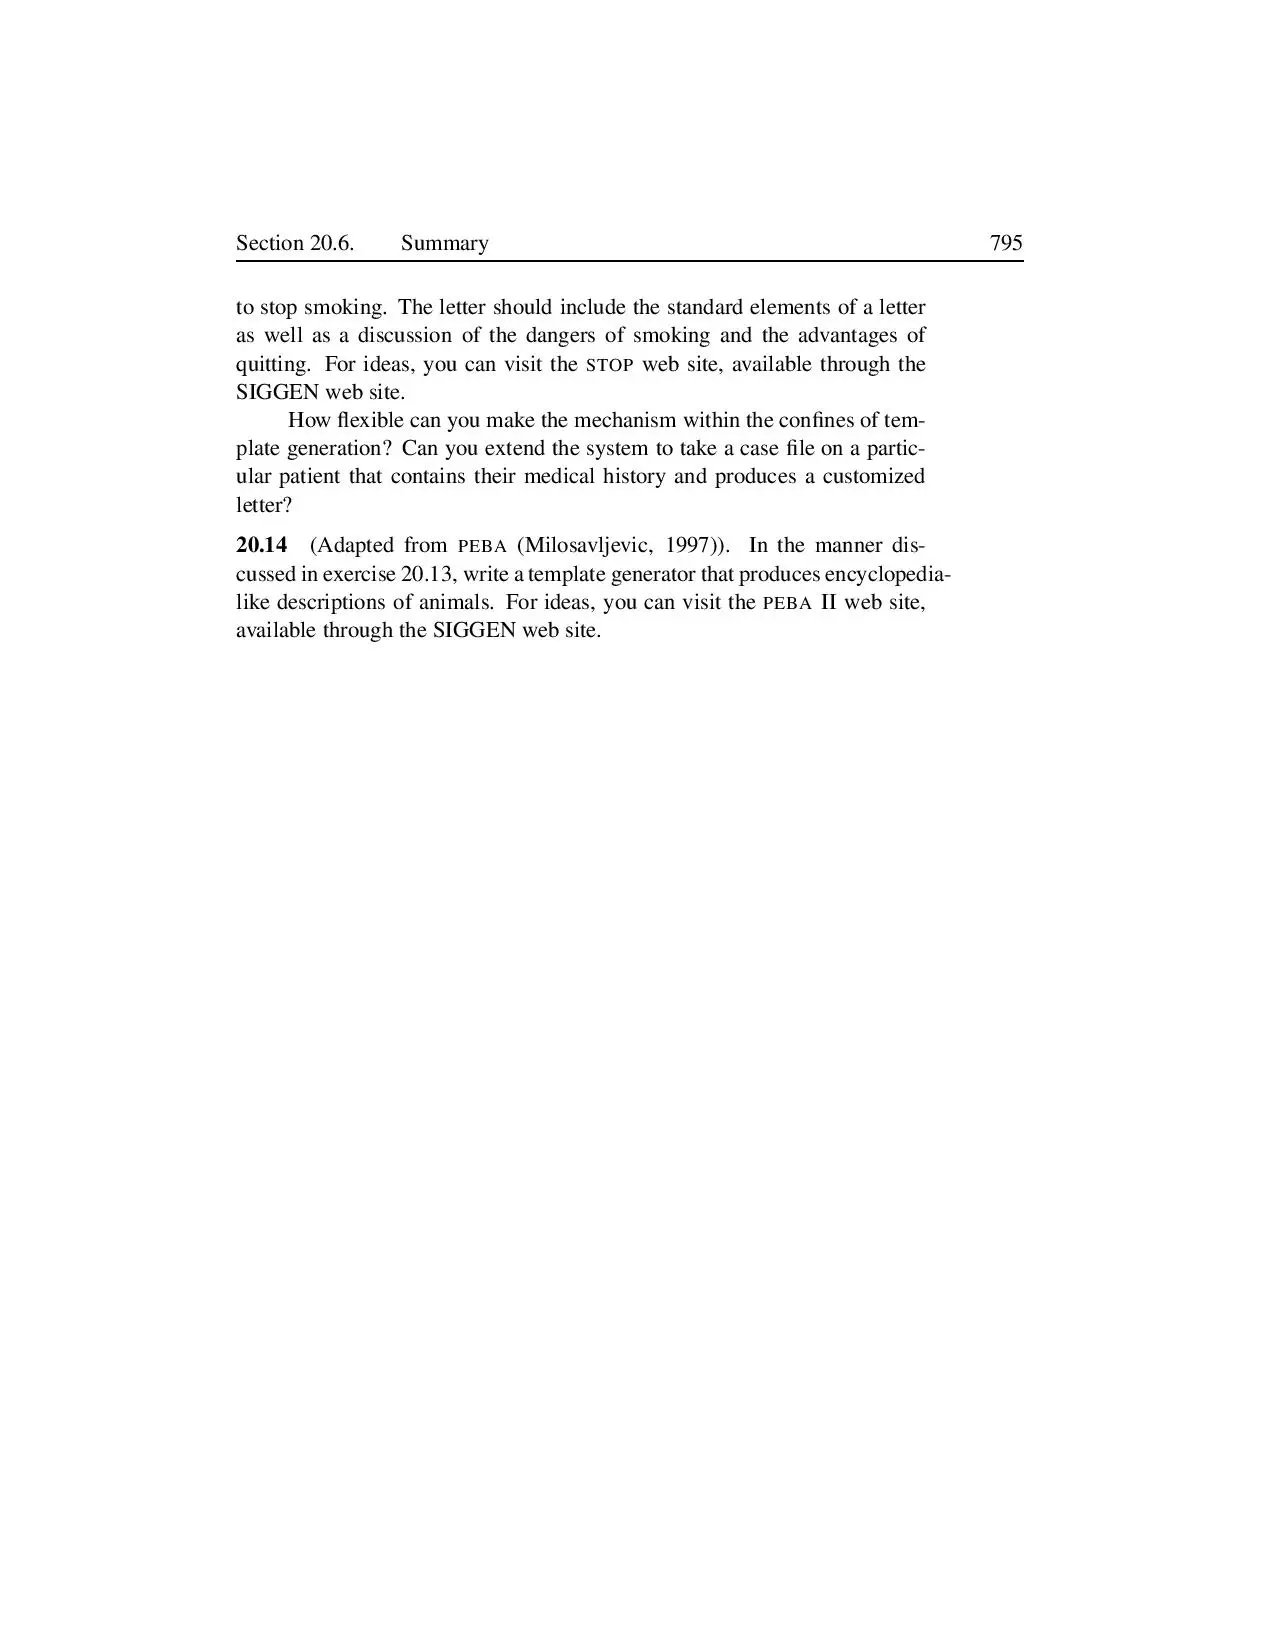 Section 20.6. Summary 795
to stop smoking. The letter should include the standard elements of a letter
as well as a discussion of the dangers of smoking and the advantages of
quitting. For ideas, you can visit the STOP web site, available through the
SIGGEN web site.
How flexible can you make the mechanism within the confines of tem-
plate generation? Can you extend the system to take a case file on a partic-
ular patient that contains their medical history and produces a customized
letter?
20.14 (Adapted from PEBA (Milosavljevic, 1997)). In the manner dis-
cussed in exercise 20.13, write a template generator that produces encyclopedia-
like descriptions of animals. For ideas, you can visit the PEBA II web site,
available through the SIGGEN web site.